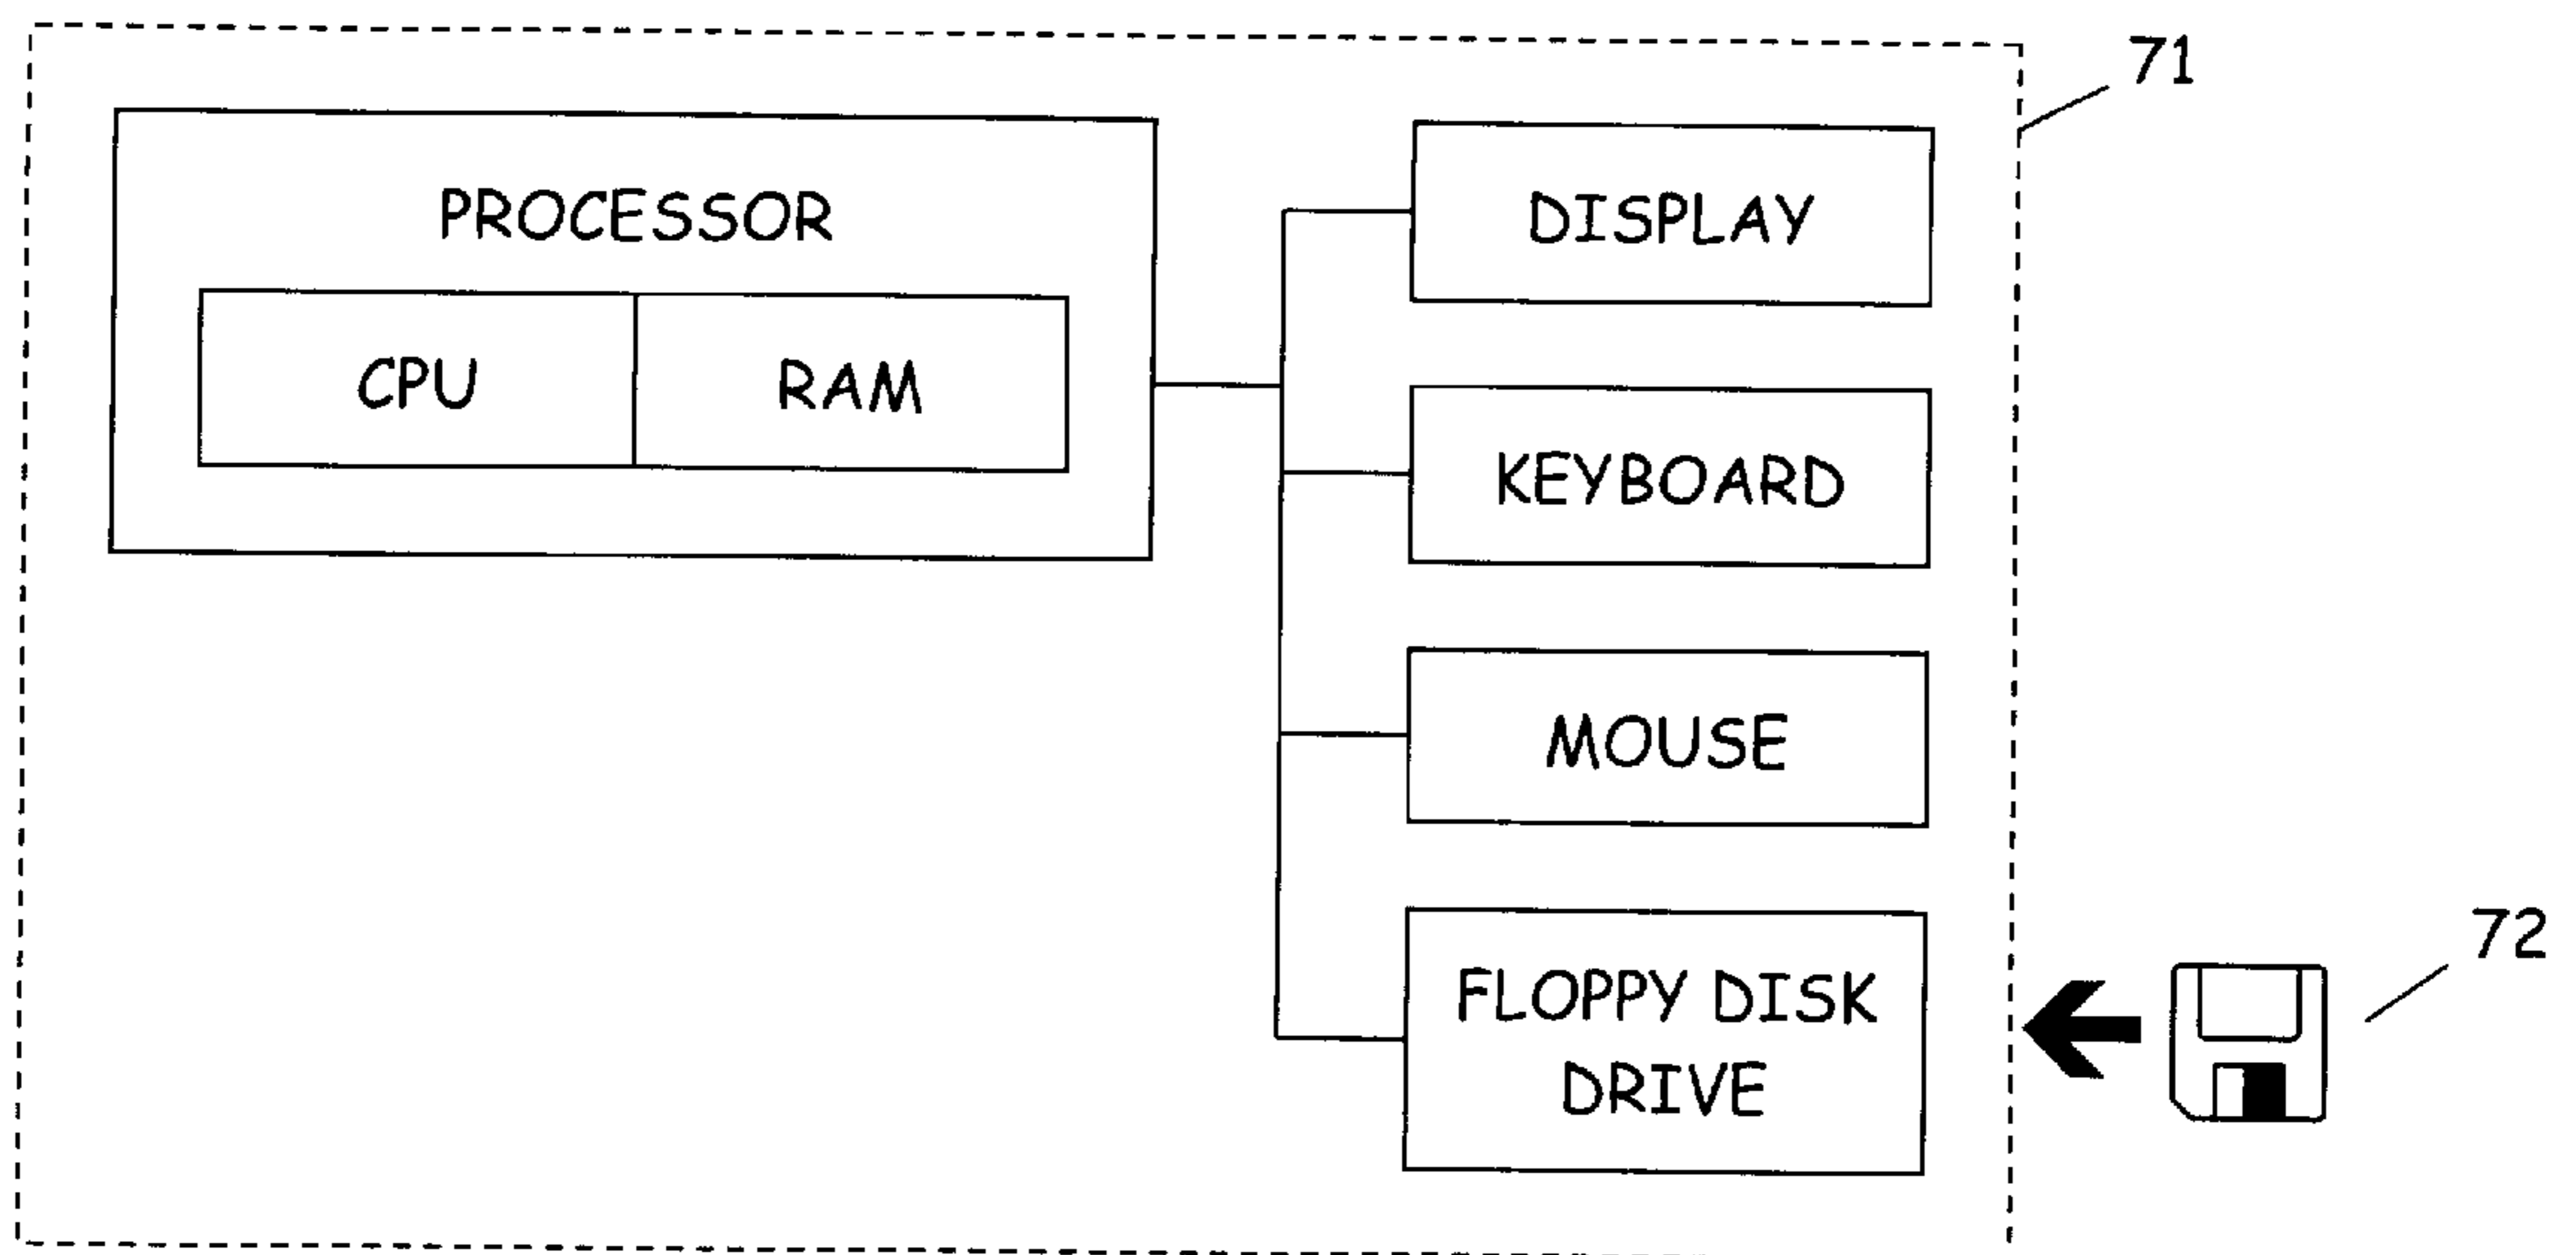 71
PROCESSOR
DISPLAY
CPU
RAM
KEYBOARD
MOUSE
FLOPPY DISK
DRIVE
72